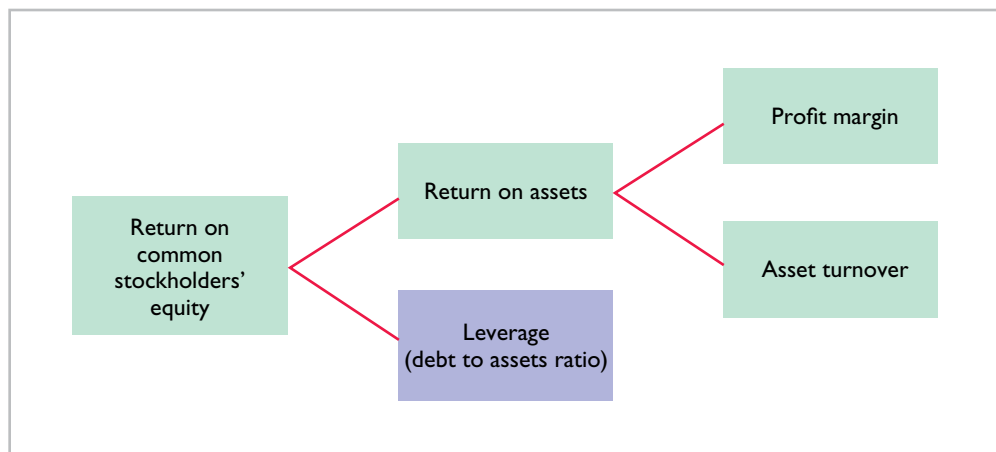 Return on
common
stockholders’
equity
Return on assets
Leverage
(debt to assets ratio)
Profit margin
Asset turnover